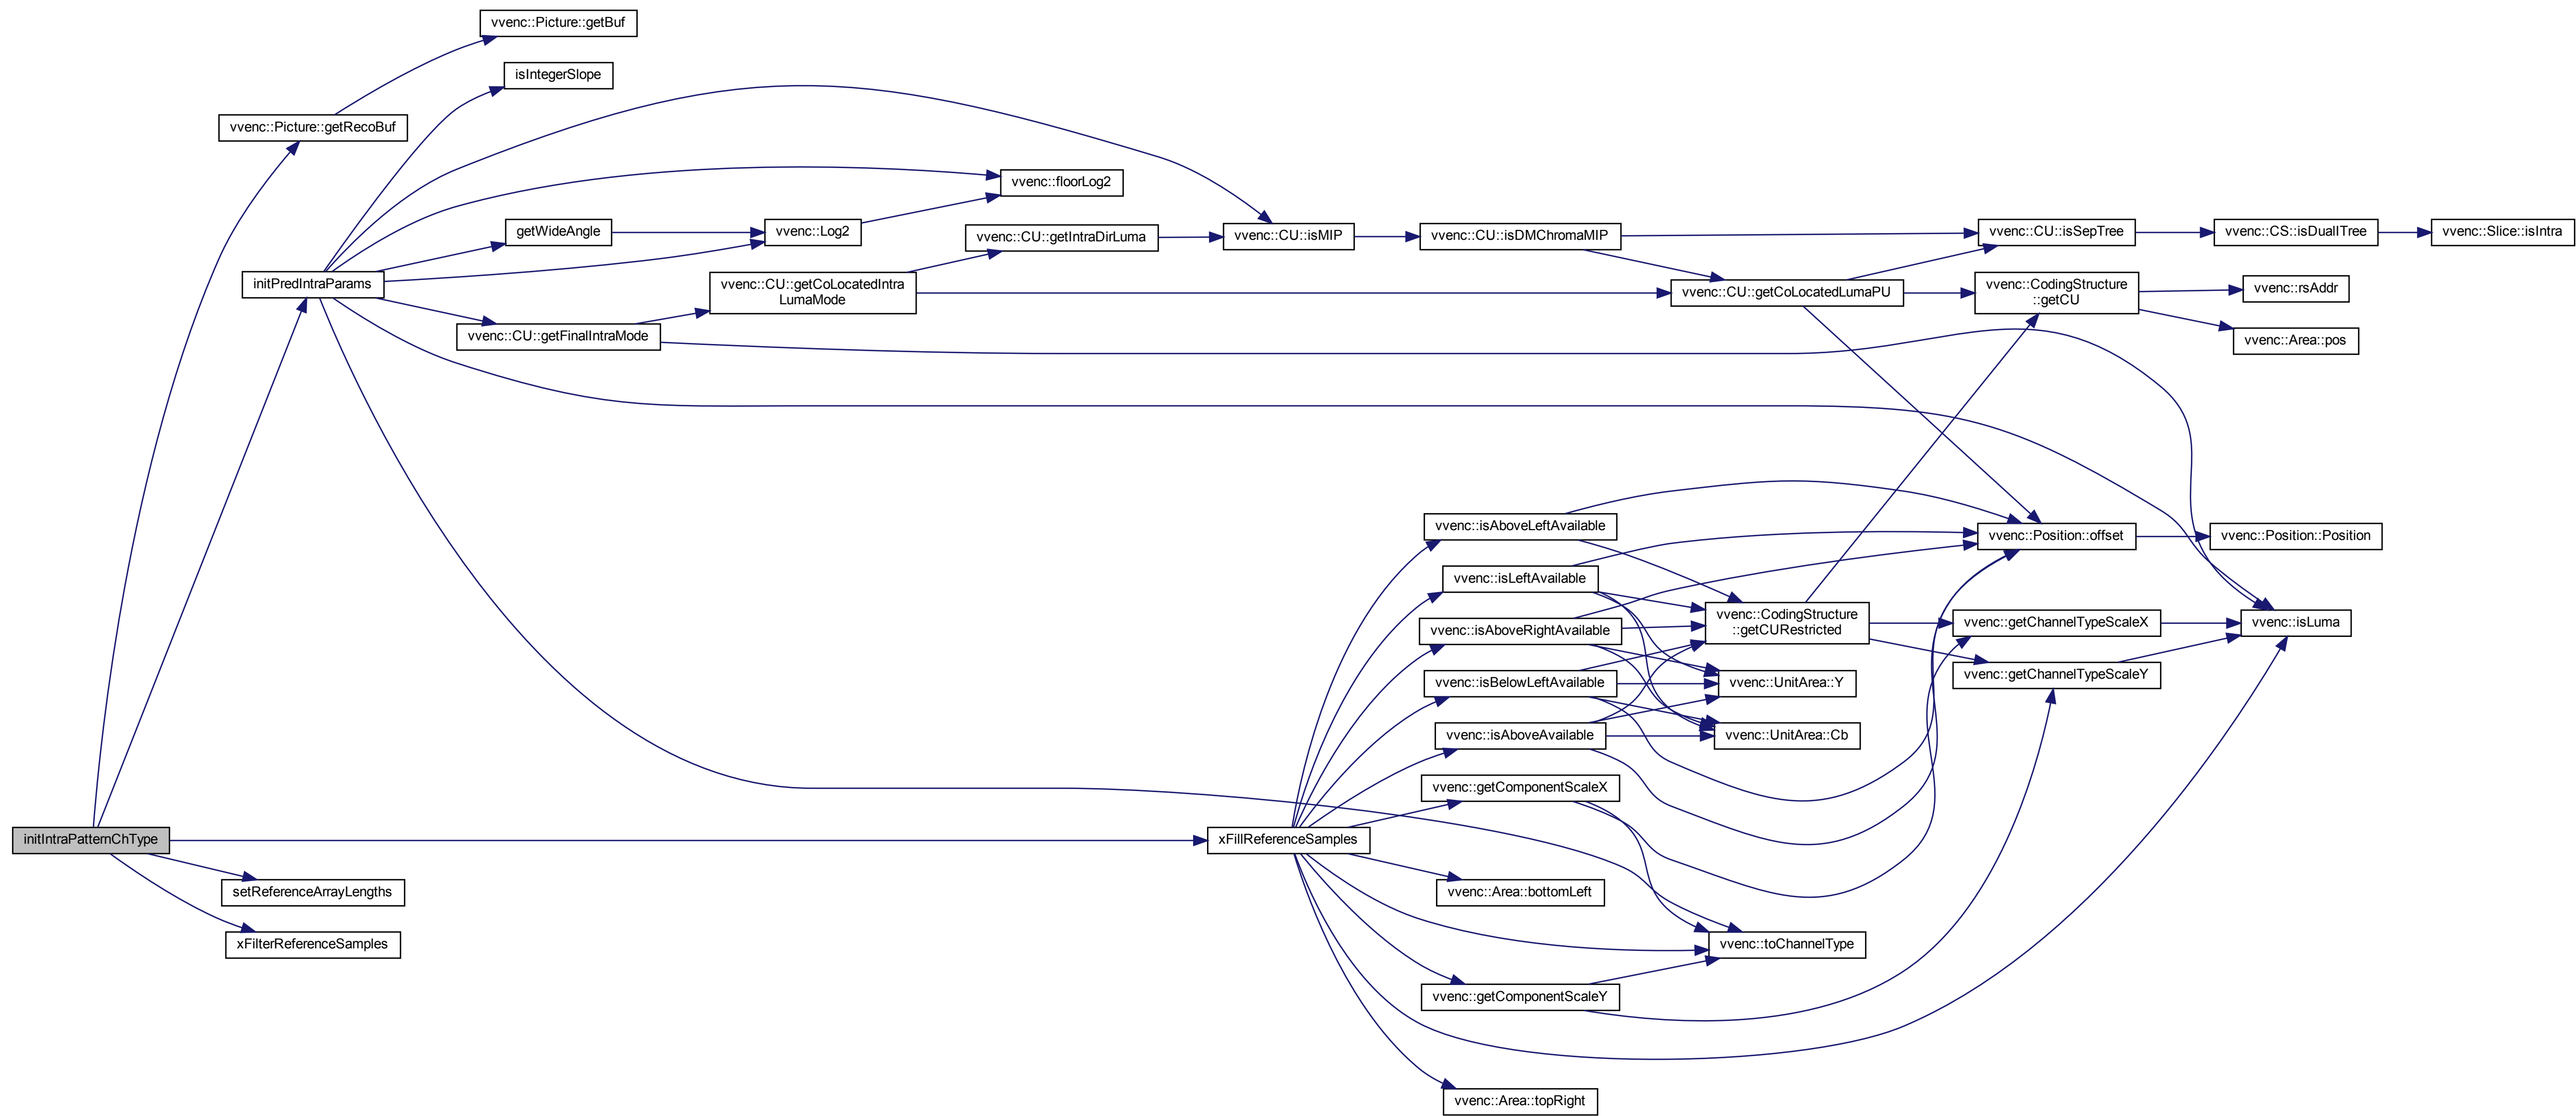 vvenc::Picture::getBuf
isIntegerSlope
vvenc::Picture::getRecoBuf
vvenc::floorLog2
getWideAngle
vvenc::Log2
vvenc::CU::getIntraDirLuma
vvenc::CU::isMIP
vvenc::CU::isDMChromaMIP
vvenc::CU::isSepTree
vvenc::CS::isDualITree
vvenc::Slice::isIntra
initPredIntraParams
vvenc::CU::getCoLocatedIntra
LumaMode
vvenc::CU::getCoLocatedLumaPU
vvenc::CodingStructure
::getCU
vvenc::rsAddr
vvenc::CU::getFinalIntraMode
vvenc::Area::pos
vvenc::isAboveLeftAvailable
vvenc::Position::offset
vvenc::Position::Position
vvenc::isLeftAvailable
vvenc::isAboveRightAvailable
vvenc::CodingStructure
::getCURestricted
vvenc::getChannelTypeScaleX
vvenc::isLuma
vvenc::isBelowLeftAvailable
vvenc::UnitArea::Y
vvenc::getChannelTypeScaleY
vvenc::isAboveAvailable
vvenc::UnitArea::Cb
vvenc::getComponentScaleX
initIntraPatternChType
xFillReferenceSamples
setReferenceArrayLengths
vvenc::Area::bottomLeft
xFilterReferenceSamples
vvenc::toChannelType
vvenc::getComponentScaleY
vvenc::Area::topRight